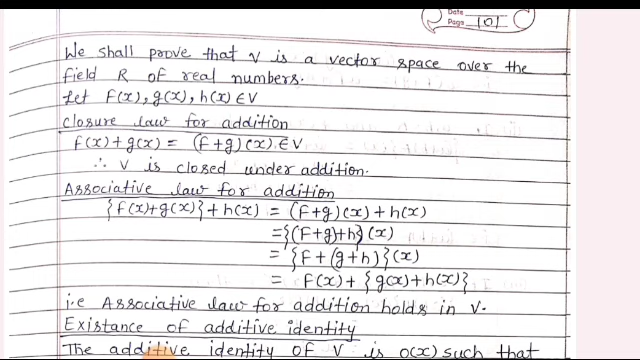 Date
Page 101
We shall prove that V is a vector space over the
field R of real numbers.
Let F(x), g(x), h(x) ∈ V
closure law for addition
F(x) + g(x) = (F+g)(x) ∈ V
∴ V is closed under addition.
Associative law for addition
{f(x)+g(x)} + h(x) = (F+g)(x) + h(x)
= {(F+g)+h}(x)
= {F+(g+h)}(x)
= F(x) + {g(x)+h(x)}
i.e Associative law for addition holds in V.
Existance of additive identity
The additive identity of V is o(x) such that